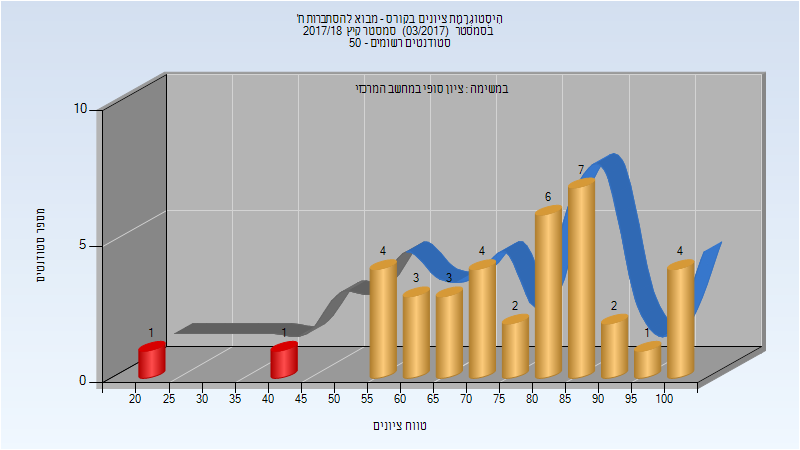 היסטוגרמת ציונים בקורס - מבוא להסתברות ח'
בסמסטר (03/2017) סמסטר קיץ 2017/18
סטודנטים רשומים - 50
במשימה : ציון סופי במחשב המרכזי
מספר סטודנטים
10
5
0
1
1
4
3
3
4
2
6
7
2
1
4
20 25 30 35 40 45 50 55 60 65 70 75 80 85 90 95 100
טווח ציונים